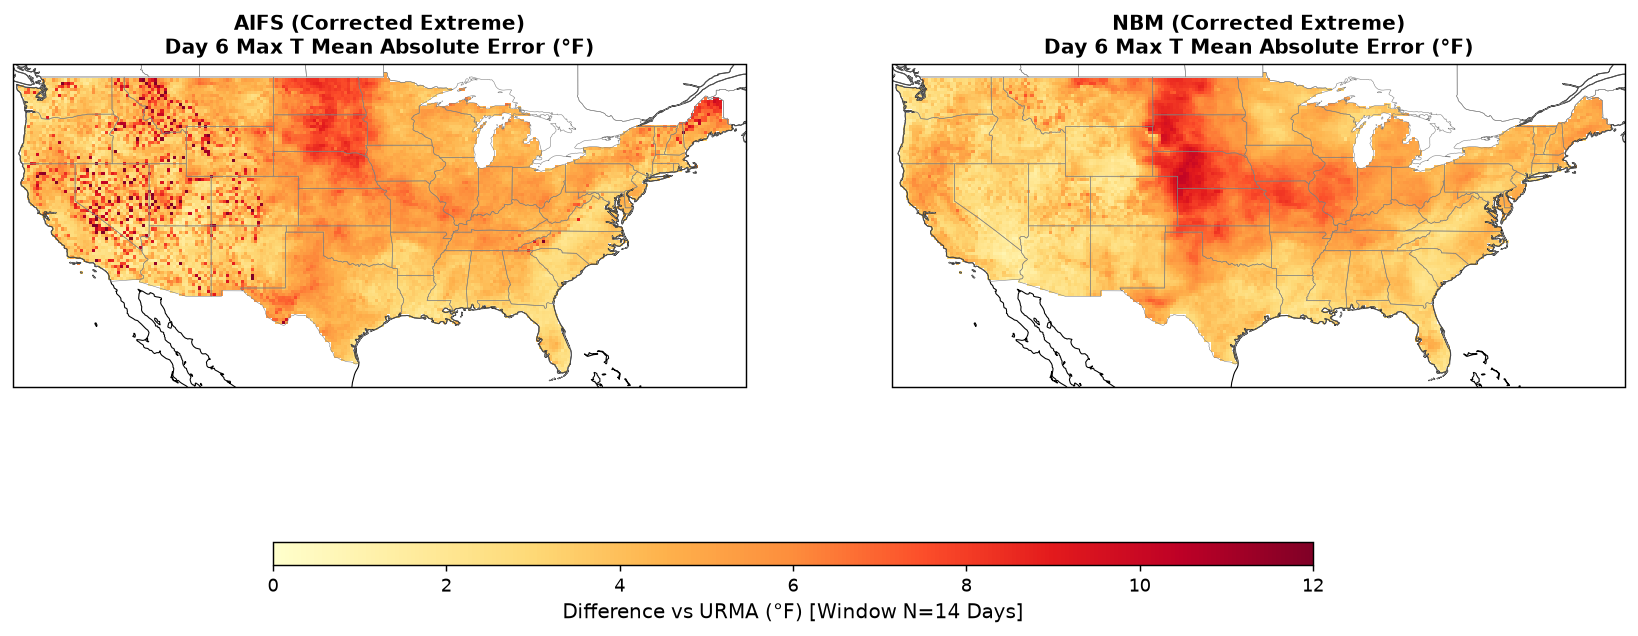 AIFS (Corrected Extreme)
Day 6 Max T Mean Absolute Error (°F)
NBM (Corrected Extreme)
Day 6 Max T Mean Absolute Error (°F)
0 2 4 6 8 10 12
Difference vs URMA (°F) [Window N=14 Days]